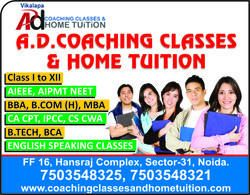 Vikalapa
Ad COACHING CLASSES &
HOME TUITION
A.D.COACHING CLASSES
& HOME TUITION
Class I to XII
AIEEE, AIPMT NEET
BBA, B.COM (H), MBA
CA CPT, IPCC, CS CWA
B.TECH, BCA
ENGLISH SPEAKING CLASSES
FF 16, Hansraj Complex, Sector-31, Noida.
7503548325, 7503548321
www.coachingclassesandhometuition.com